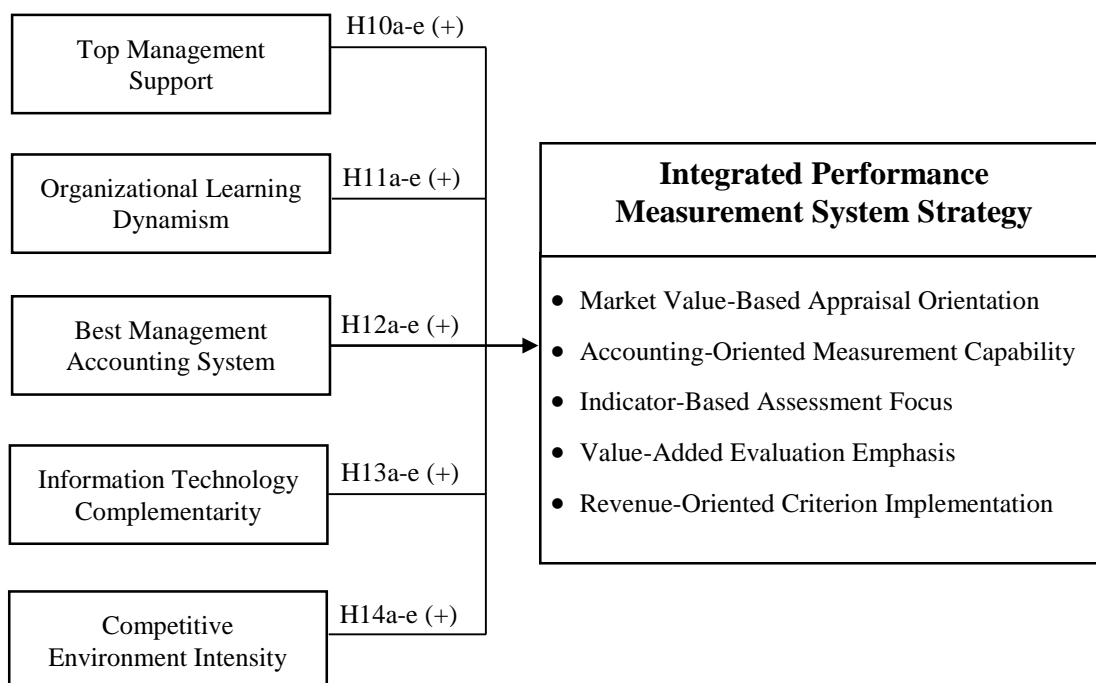 H10a-e (+)
Top Management
Support
H11a-e (+)
Organizational Learning
Dynamism
H12a-e (+)
Best Management
Accounting System
H13a-e (+)
Information Technology
Complementarity
H14a-e (+)
Competitive
Environment Intensity
Integrated Performance
Measurement System Strategy
• Market Value-Based Appraisal Orientation
• Accounting-Oriented Measurement Capability
• Indicator-Based Assessment Focus
• Value-Added Evaluation Emphasis
• Revenue-Oriented Criterion Implementation